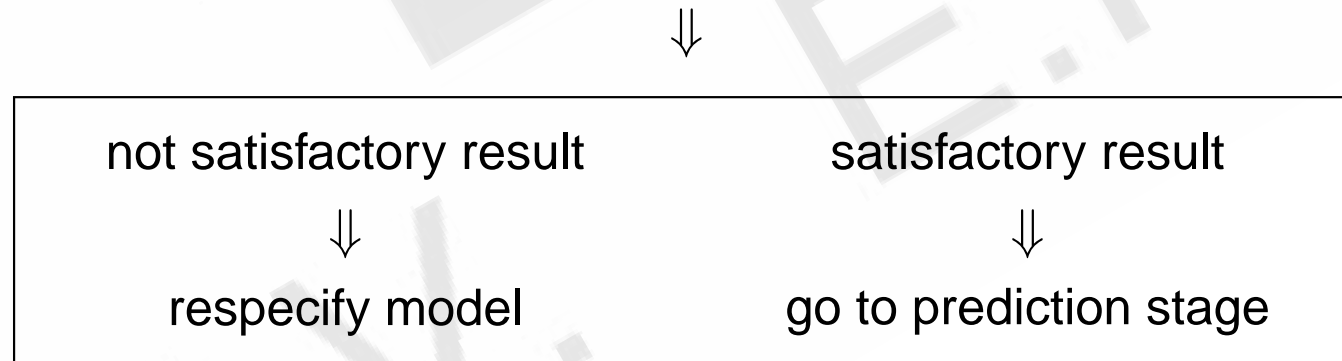 ⇓
not satisfactory result satisfactory result
⇓ ⇓
respecify model go to prediction stage